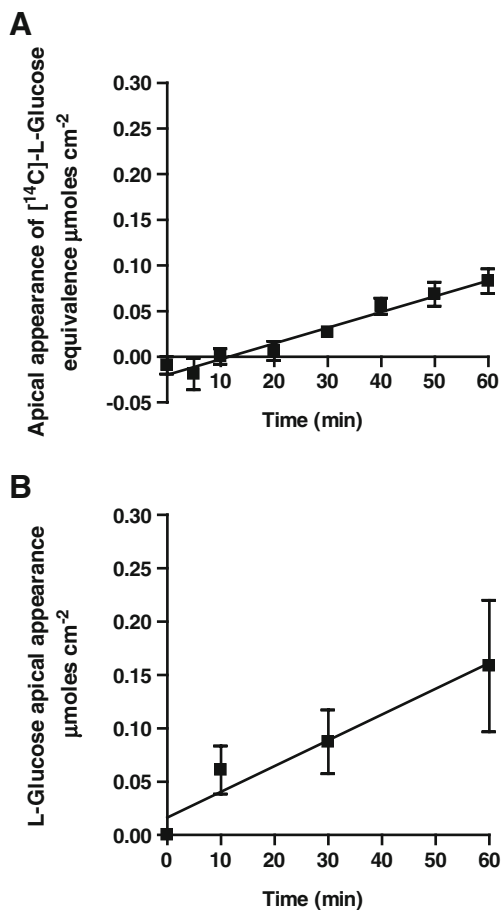 A
Apical appearance of [¹⁴C]-L-Glucose
equivalence μmoles cm⁻²
0.30
0.25
0.20
0.15
0.10
0.05
0.00
-0.05
10 20 30 40 50 60
Time (min)
B
L-Glucose apical appearance
μmoles cm⁻²
0.30
0.25
0.20
0.15
0.10
0.05
0.00
0 10 20 30 40 50 60
Time (min)